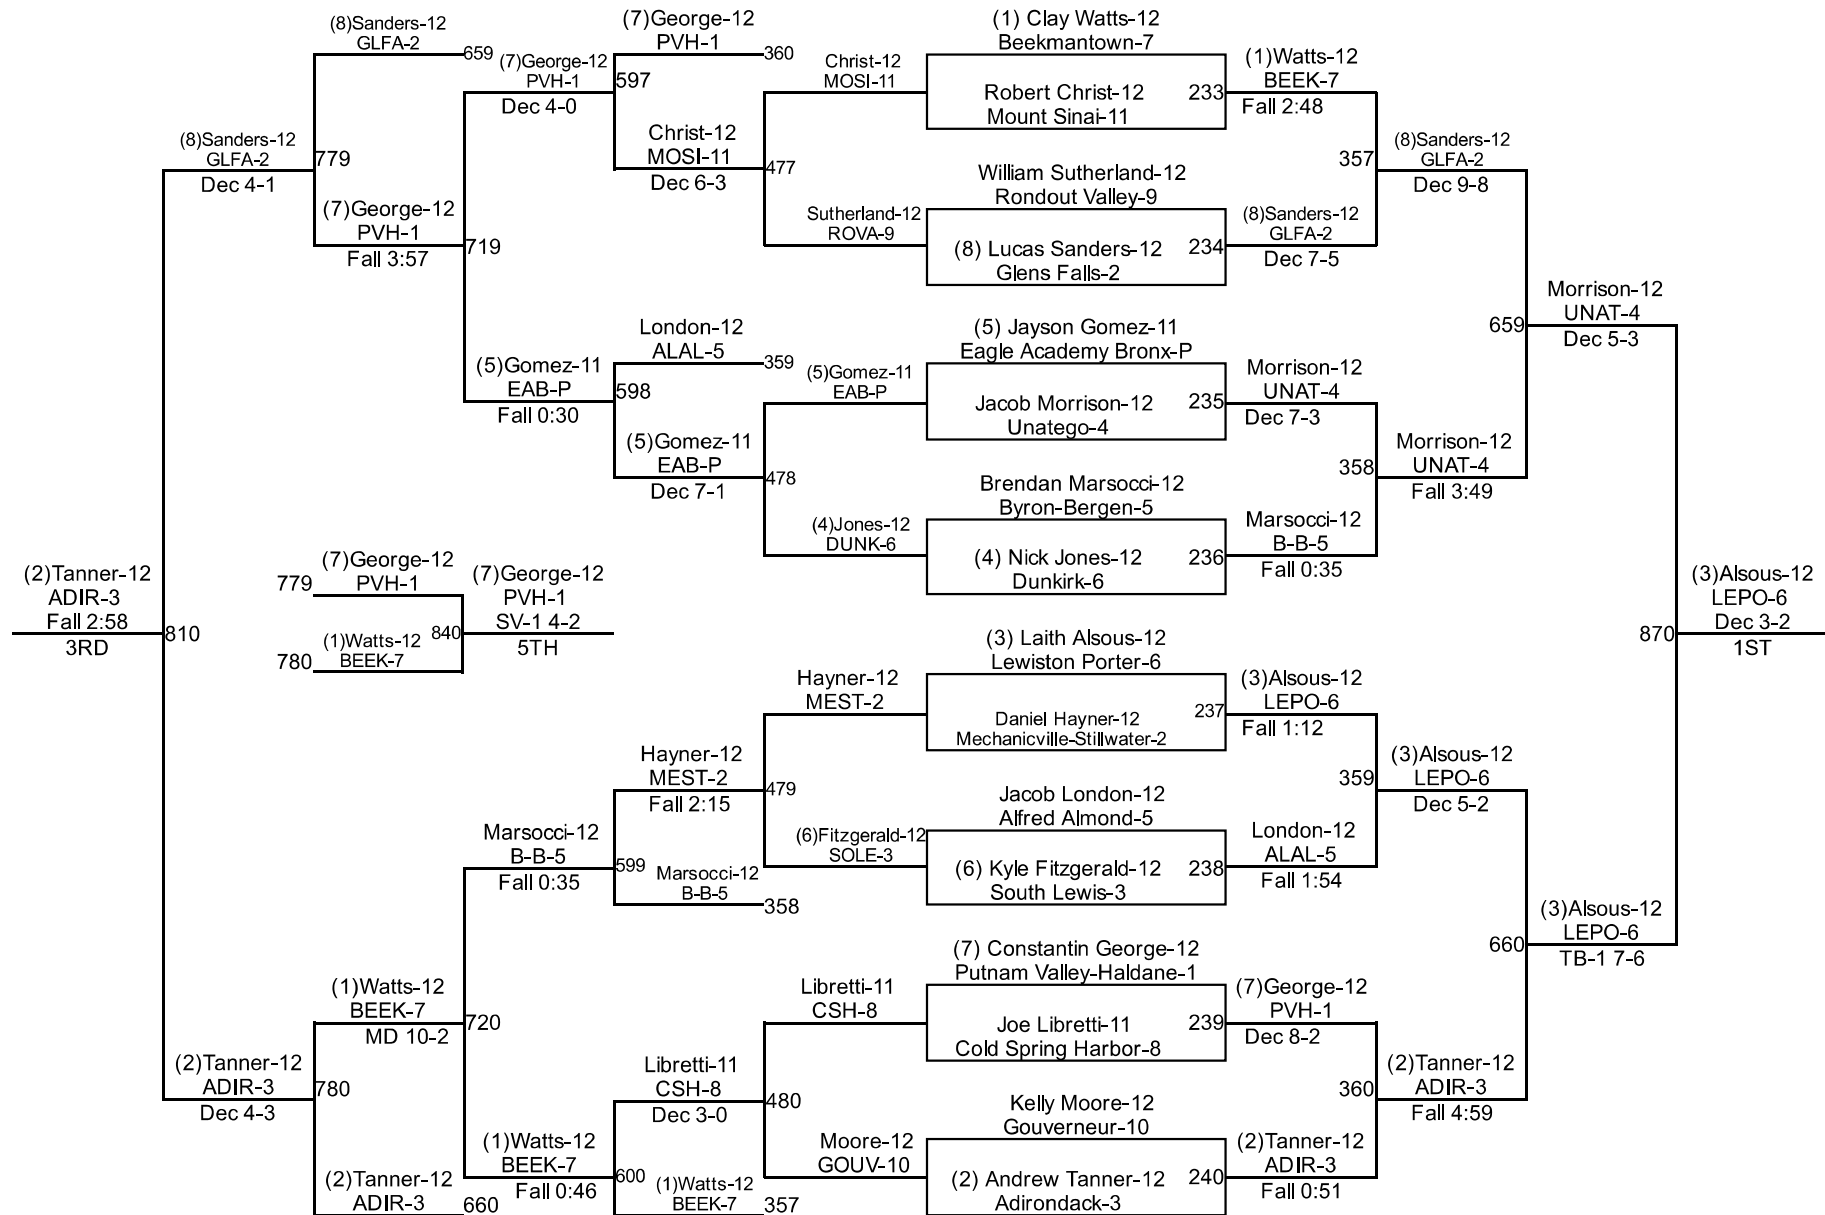 (8)Sanders-12
GLFA-2
659
(7)George-12
PVH-1
360
(1) Clay Watts-12
Beekmantown-7
(7)George-12
PVH-1
Dec 4-0
597
Christ-12
MOSI-11
Robert Christ-12
Mount Sinai-11
233
(1)Watts-12
BEEK-7
Fall 2:48
(8)Sanders-12
GLFA-2
Dec 4-1
779
Christ-12
MOSI-11
Dec 6-3
477
357
(8)Sanders-12
GLFA-2
Dec 9-8
William Sutherland-12
Rondout Valley-9
(7)George-12
PVH-1
Fall 3:57
719
Sutherland-12
ROVA-9
(8) Lucas Sanders-12
Glens Falls-2
234
(8)Sanders-12
GLFA-2
Dec 7-5
London-12
ALAL-5
359
(5) Jayson Gomez-11
Eagle Academy Bronx-P
659
Morrison-12
UNAT-4
Dec 5-3
(5)Gomez-11
EAB-P
Fall 0:30
598
(5)Gomez-11
EAB-P
Jacob Morrison-12
Unatego-4
235
Morrison-12
UNAT-4
Dec 7-3
(5)Gomez-11
EAB-P
Dec 7-1
478
358
Morrison-12
UNAT-4
Fall 3:49
Brendan Marsocci-12
Byron-Bergen-5
(4)Jones-12
DUNK-6
(4) Nick Jones-12
Dunkirk-6
236
Marsocci-12
B-B-5
Fall 0:35
(2)Tanner-12
ADIR-3
Fall 2:58
3RD
810
779
(7)George-12
PVH-1
780
(1)Watts-12
BEEK-7
840
(7)George-12
PVH-1
SV-1 4-2
5TH
870
(3)Alsous-12
LEPO-6
Dec 3-2
1ST
(3) Laith Alsous-12
Lewiston Porter-6
Hayner-12
MEST-2
Daniel Hayner-12
Mechanicville-Stillwater-2
237
(3)Alsous-12
LEPO-6
Fall 1:12
Hayner-12
MEST-2
Fall 2:15
479
359
(3)Alsous-12
LEPO-6
Dec 5-2
Jacob London-12
Alfred Almond-5
Marsocci-12
B-B-5
Fall 0:35
599
Marsocci-12
B-B-5
358
(6)Fitzgerald-12
SOLE-3
(6) Kyle Fitzgerald-12
South Lewis-3
238
London-12
ALAL-5
Fall 1:54
660
(3)Alsous-12
LEPO-6
TB-1 7-6
(7) Constantin George-12
Putnam Valley-Haldane-1
(1)Watts-12
BEEK-7
MD 10-2
720
Libretti-11
CSH-8
Joe Libretti-11
Cold Spring Harbor-8
239
(7)George-12
PVH-1
Dec 8-2
(2)Tanner-12
ADIR-3
Dec 4-3
780
Libretti-11
CSH-8
Dec 3-0
480
360
(2)Tanner-12
ADIR-3
Fall 4:59
Kelly Moore-12
Gouverneur-10
(1)Watts-12
BEEK-7
Fall 0:46
600
Moore-12
GOUV-10
(2) Andrew Tanner-12
Adirondack-3
240
(2)Tanner-12
ADIR-3
Fall 0:51
(2)Tanner-12
ADIR-3
660
(1)Watts-12
BEEK-7
357